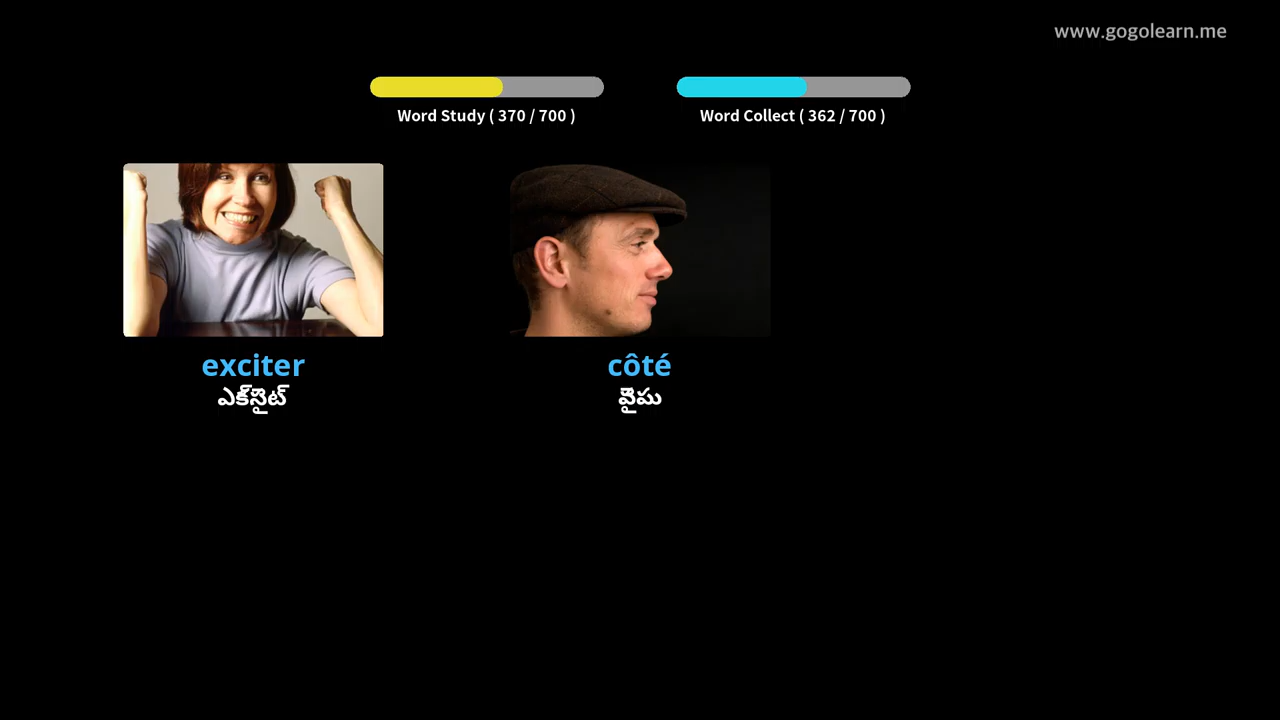 www.gogolearn.me
Word Study ( 370 / 700 )
Word Collect ( 362 / 700 )
exciter
côté
ఎక్సైట్
వైపు